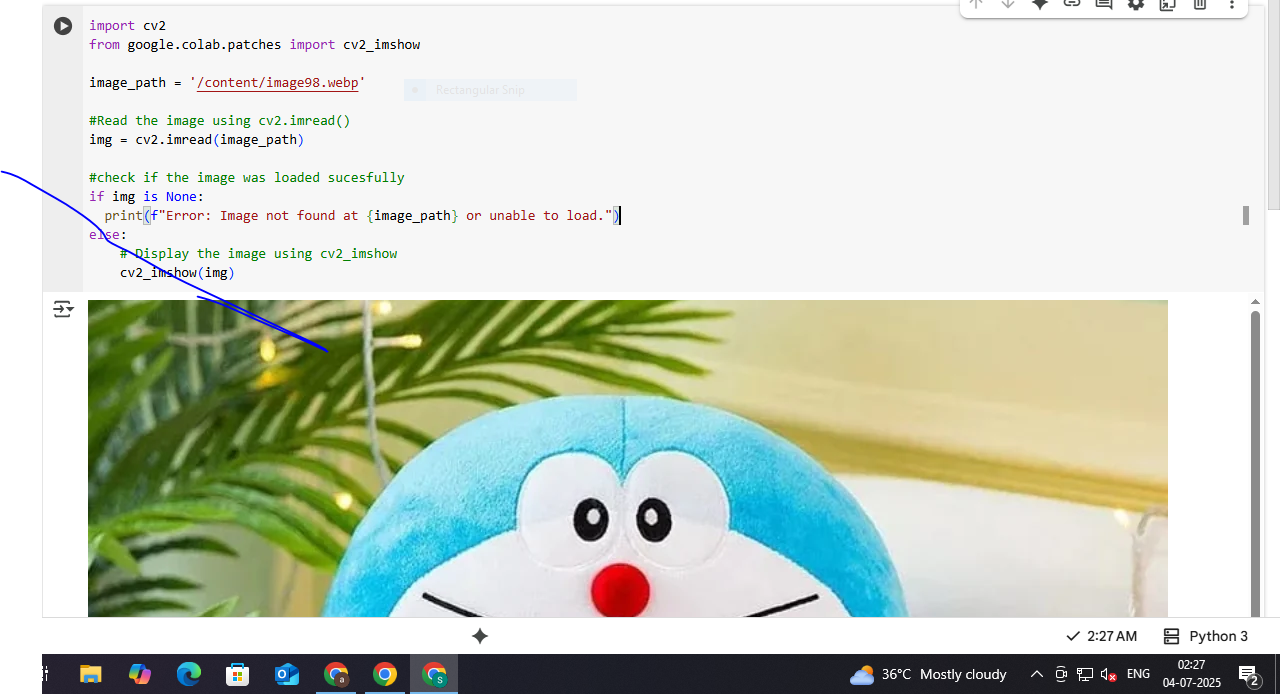 import cv2
from google.colab.patches import cv2_imshow
image_path = '/content/image98.webp'
Rectangular Snip
#Read the image using cv2.imread()
img = cv2.imread(image_path)
#check if the image was loaded sucesfully
if img is None:
print(f"Error: Image not found at {image_path} or unable to load.")
else:
# Display the image using cv2_imshow
cv2_imshow(img)
2:27 AM Python 3
a S 36°C Mostly cloudy ENG 02:27 2
04-07-2025